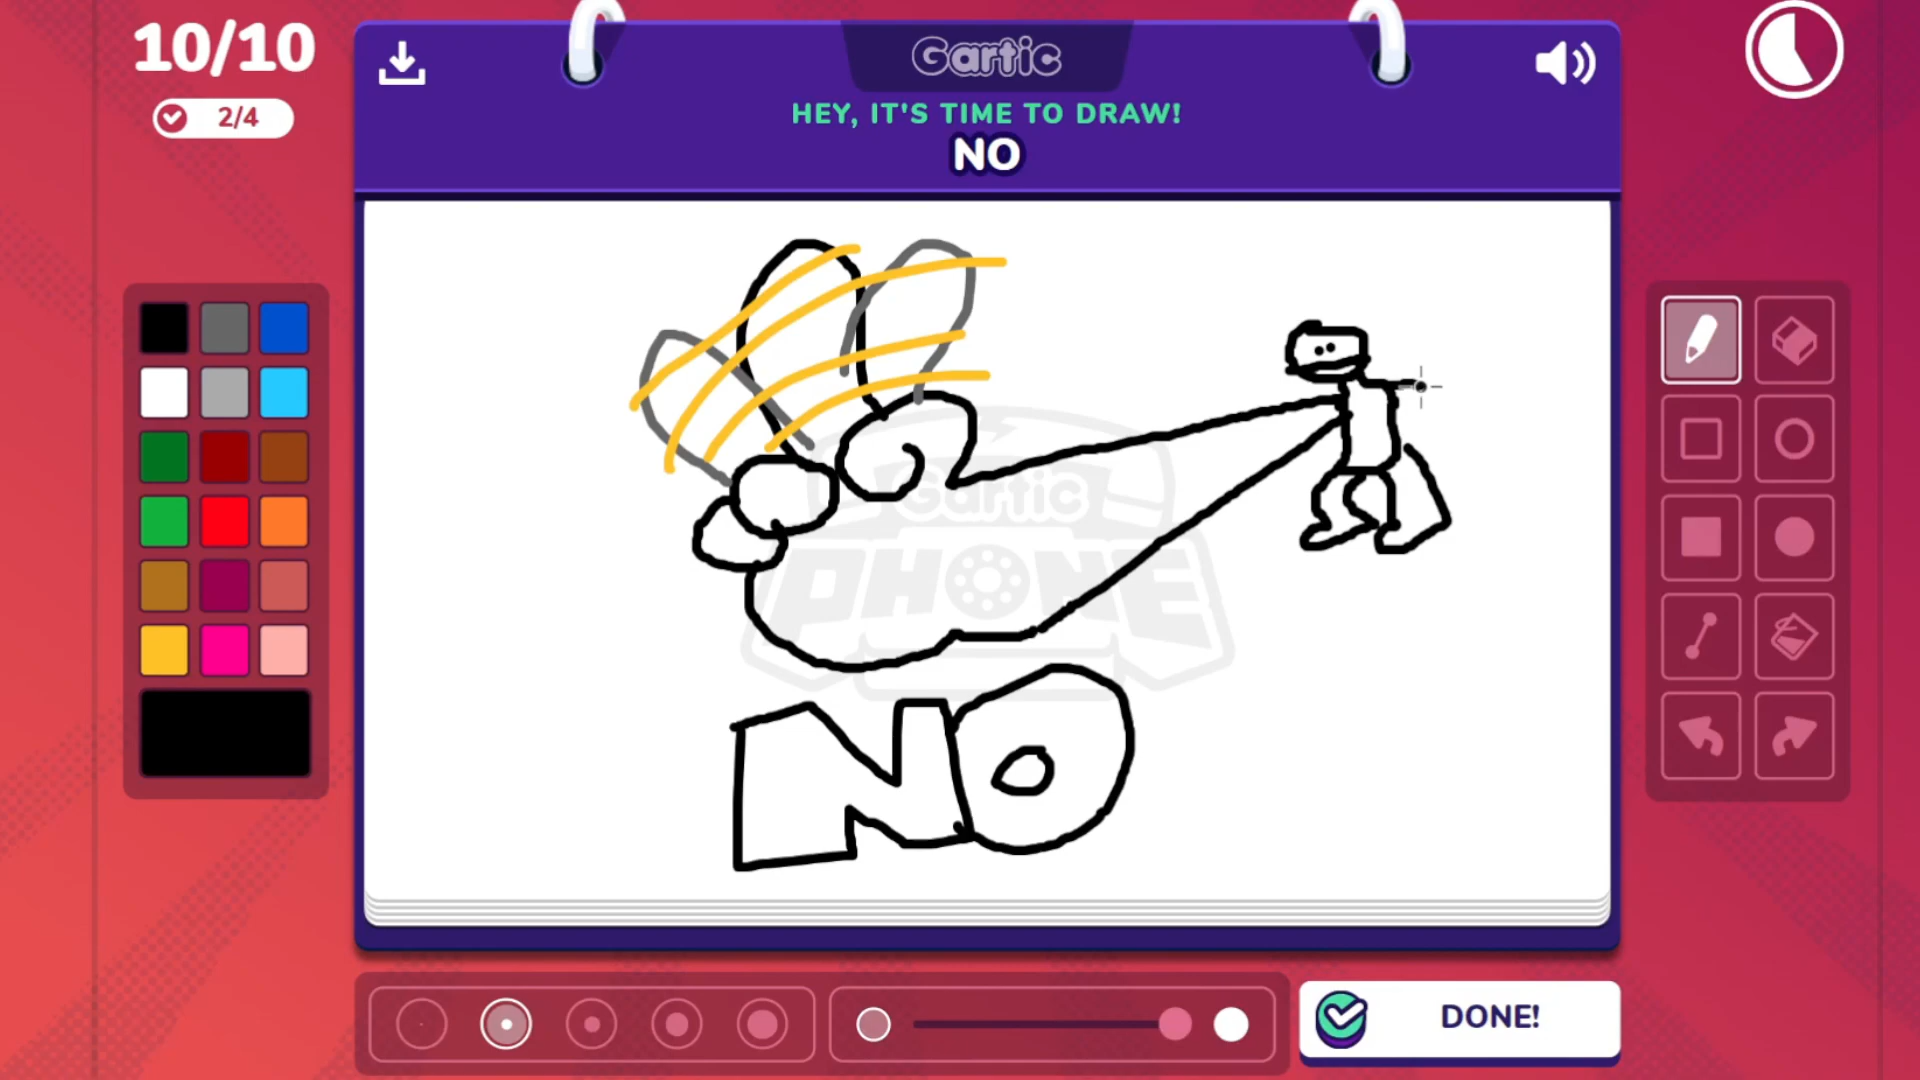 10/10
2/4
Gartic
HEY, IT'S TIME TO DRAW!
NO
Gartic
PHONE
NO
DONE!